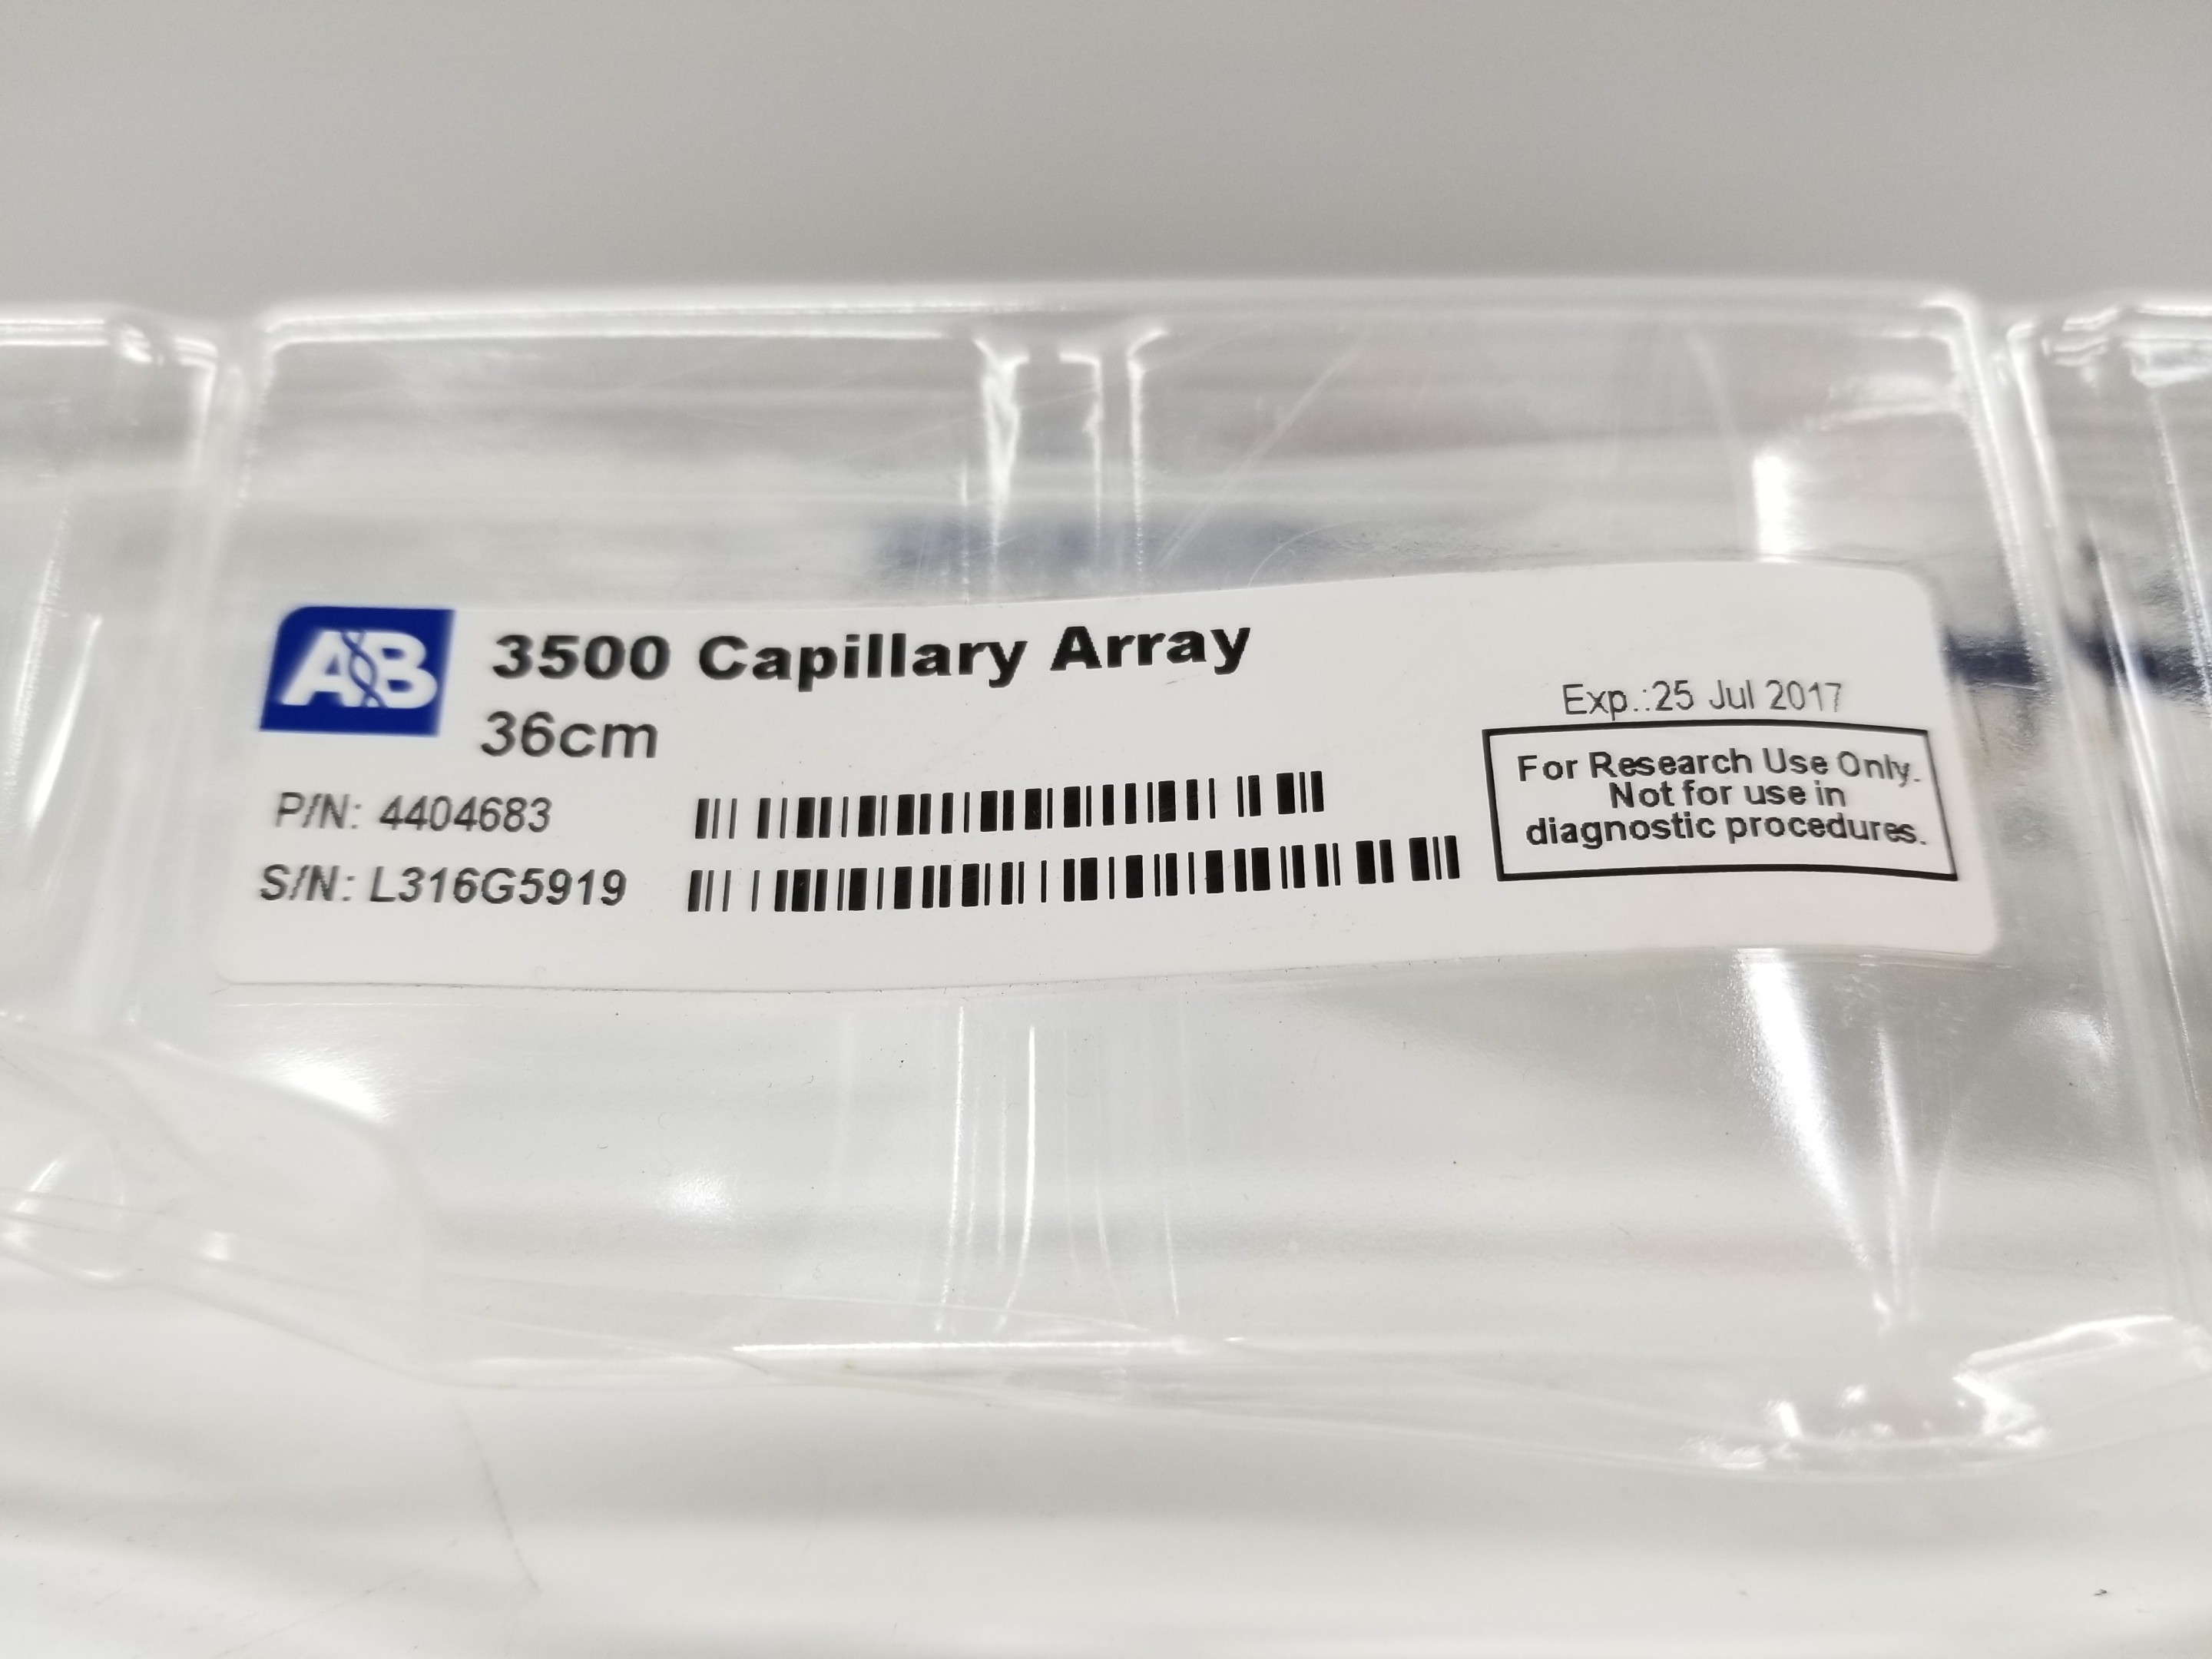 AB
3500 Capillary Array
36cm
P/N: 4404683
S/N: L316G5919
Exp.:25 Jul 2017
For Research Use Only.
Not for use in
diagnostic procedures.